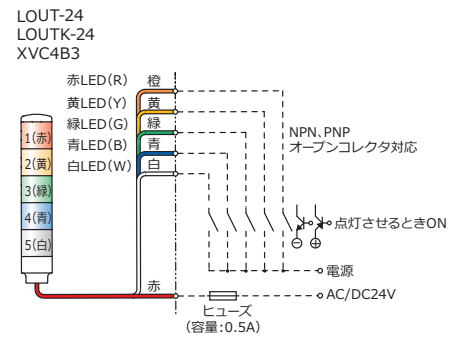 LOUT-24
LOUTK-24
XVC4B3
赤LED(R) 橙
黄LED(Y) 黄
緑LED(G) 緑
青LED(B) 青
白LED(W) 白
1(赤)
2(黄)
3(緑)
4(青)
5(白)
NPN、PNP
オープンコレクタ対応
点灯させるときON
⊖ ⊕
電源
赤
AC/DC24V
ヒューズ
(容量:0.5A)